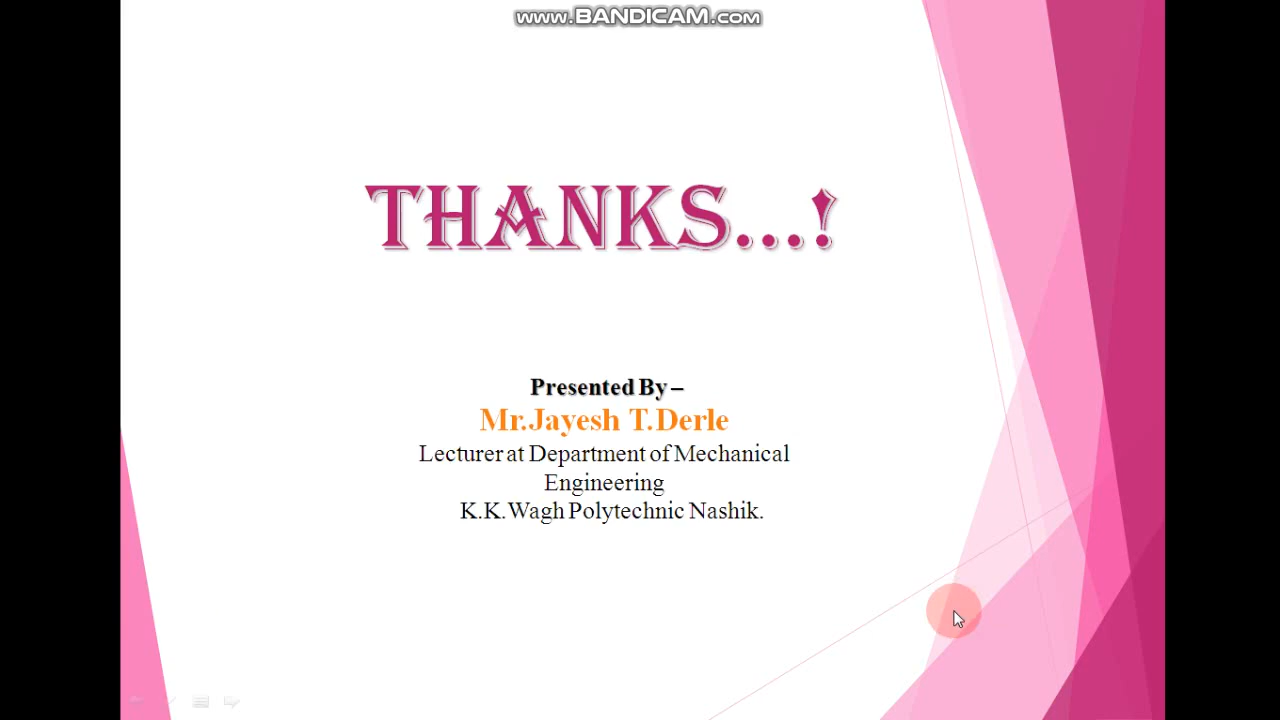 www.BANDICAM.com
THANKS...!
Presented By –
Mr.Jayesh T.Derle
Lecturer at Department of Mechanical
Engineering
K.K.Wagh Polytechnic Nashik.